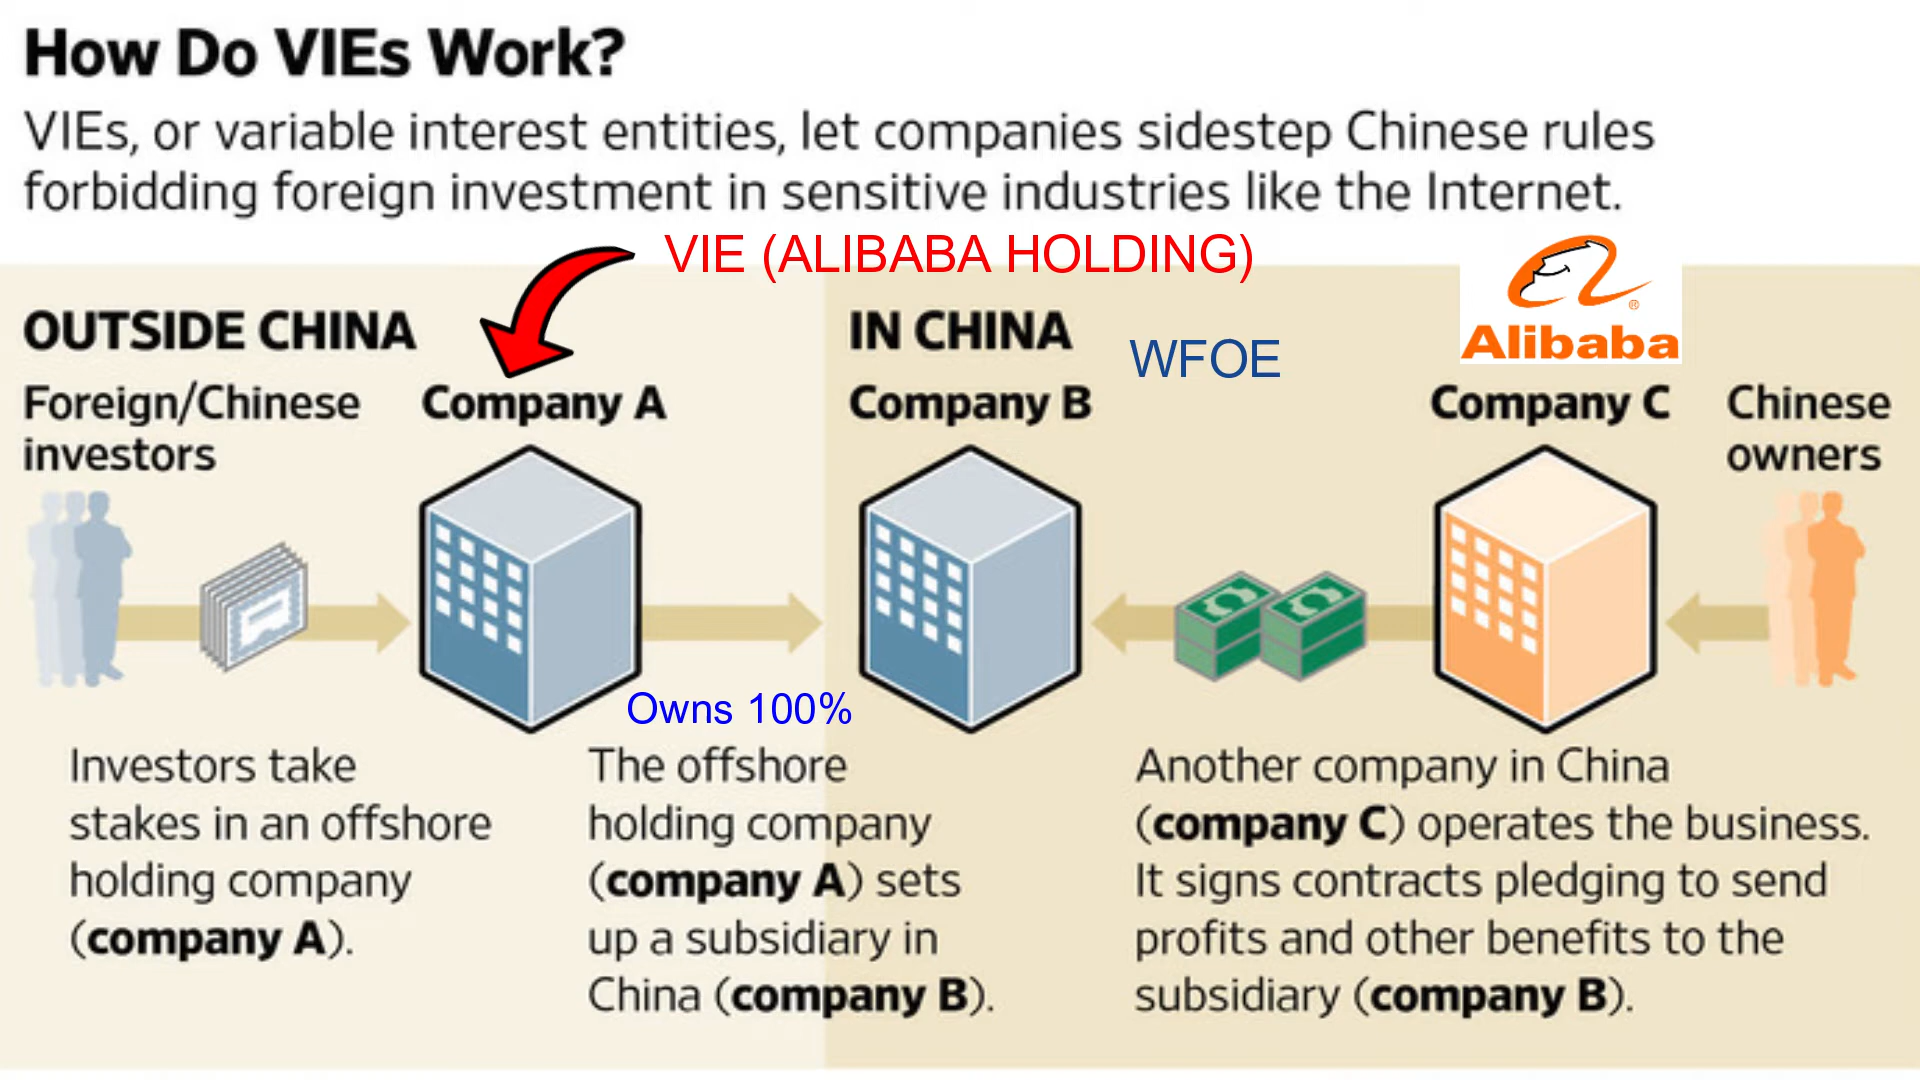 How Do VIEs Work?
VIEs, or variable interest entities, let companies sidestep Chinese rules
forbidding foreign investment in sensitive industries like the Internet.
VIE (ALIBABA HOLDING)
OUTSIDE CHINA
Foreign/Chinese
investors
Company A
IN CHINA
Company B
WFOE
Alibaba
®
Company C
Chinese
owners
Owns 100%
Investors take
stakes in an offshore
holding company
(company A).
The offshore
holding company
(company A) sets
up a subsidiary in
China (company B).
Another company in China
(company C) operates the business.
It signs contracts pledging to send
profits and other benefits to the
subsidiary (company B).